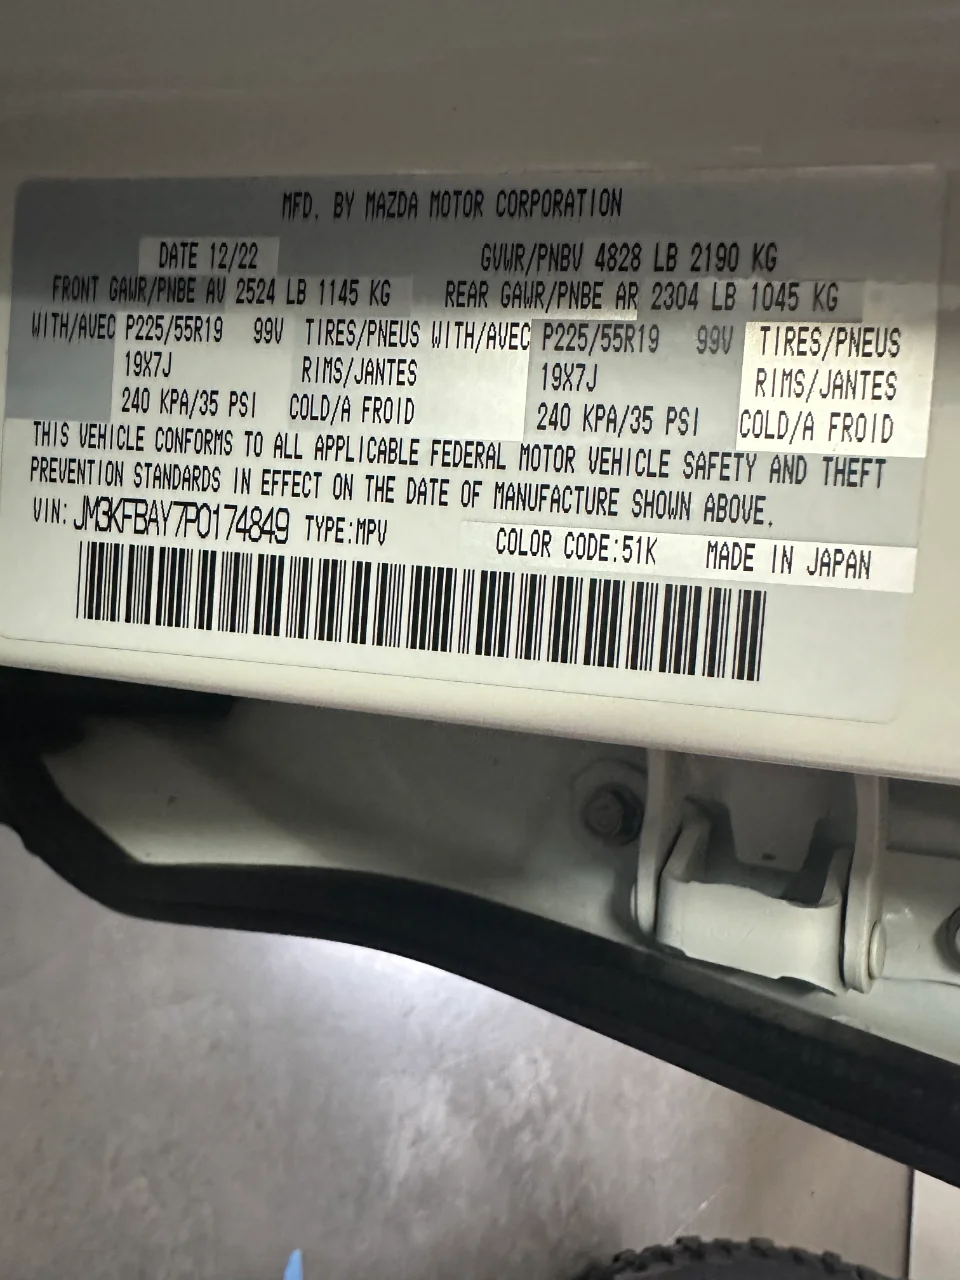 MFD. BY MAZDA MOTOR CORPORATION
DATE 12/22 GVWR/PNBV 4828 LB 2190 KG
FRONT GAWR/PNBE AV 2524 LB 1145 KG REAR GAWR/PNBE AR 2304 LB 1045 KG
WITH/AVEC P225/55R19 99V TIRES/PNEUS WITH/AVEC P225/55R19 99V TIRES/PNEUS
19X7J RIMS/JANTES 19X7J RIMS/JANTES
240 KPA/35 PSI COLD/A FROID 240 KPA/35 PSI COLD/A FROID
THIS VEHICLE CONFORMS TO ALL APPLICABLE FEDERAL MOTOR VEHICLE SAFETY AND THEFT
PREVENTION STANDARDS IN EFFECT ON THE DATE OF MANUFACTURE SHOWN ABOVE.
VIN: JM3KFBAY7P0174849 TYPE:MPV COLOR CODE:51K MADE IN JAPAN